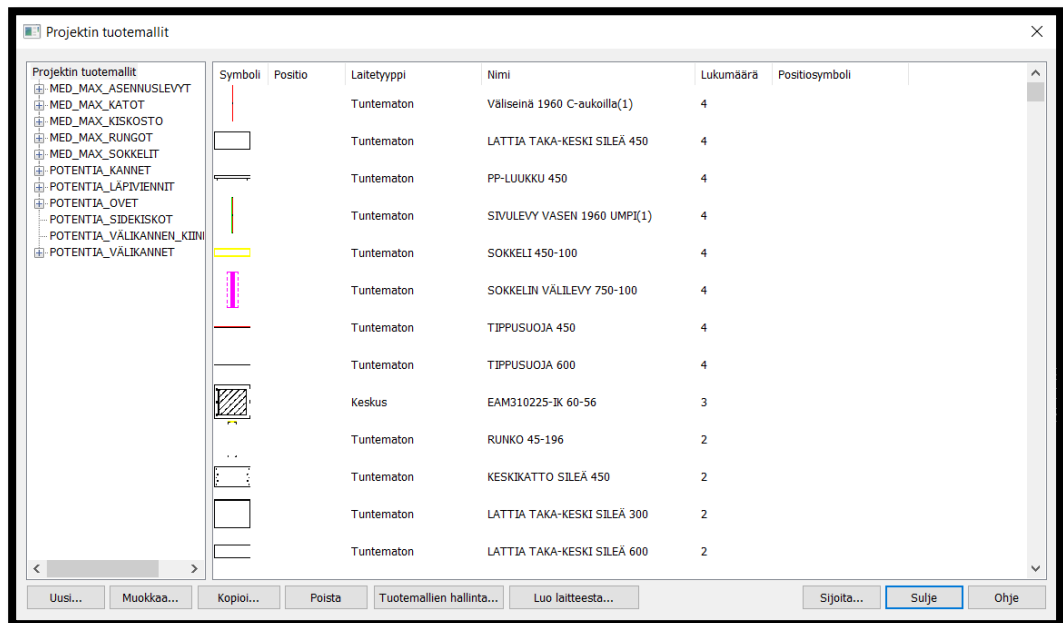 Projektin tuotemallit
Projektin tuotemallit
MED_MAX_ASENNUSLEVYT
MED_MAX_KATOT
MED_MAX_KISKOSTO
MED_MAX_RUNGOT
MED_MAX_SOKKELIT
POTENTIA_KANNET
POTENTIA_LÄPIVIENNIT
POTENTIA_OVET
POTENTIA_SIDEKISKOT
POTENTIA_VÄLIKANNEN_KIINI
POTENTIA_VÄLIKANNET
Symboli Positio Laitetyyppi Nimi Lukumäärä Positiosymboli
Tuntematon Väliseinä 1960 C-aukoilla(1) 4
Tuntematon LATTIA TAKA-KESKI SILEÄ 450 4
Tuntematon PP-LUUKKU 450 4
Tuntematon SIVULEVY VASEN 1960 UMPI(1) 4
Tuntematon SOKKELI 450-100 4
Tuntematon SOKKELIN VÄLILEVY 750-100 4
Tuntematon TIPPUSUOJA 450 4
Tuntematon TIPPUSUOJA 600 4
Keskus EAM310225-IK 60-56 3
Tuntematon RUNKO 45-196 2
Tuntematon KESKIKATTO SILEÄ 450 2
Tuntematon LATTIA TAKA-KESKI SILEÄ 300 2
Tuntematon LATTIA TAKA-KESKI SILEÄ 600 2
Uusi... Muokkaa... Kopioi... Poista Tuotemallien hallinta... Luo laitteesta... Sijoita... Sulje Ohje